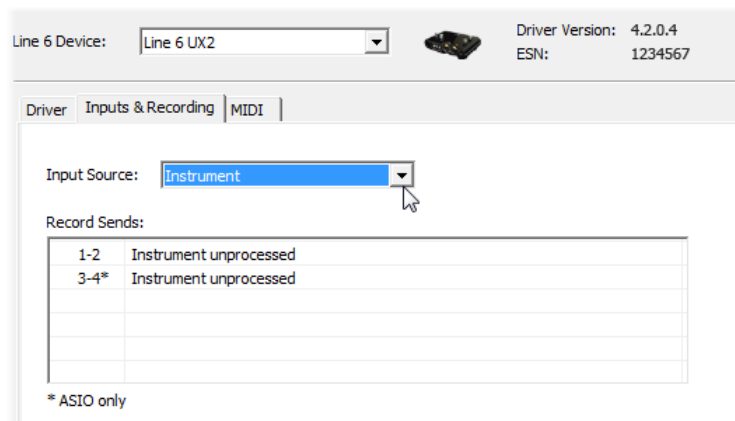 Line 6 Device: Line 6 UX2 Driver Version: 4.2.0.4
ESN: 1234567
Driver Inputs & Recording MIDI
Input Source: Instrument
Record Sends:
1-2 Instrument unprocessed
3-4* Instrument unprocessed
* ASIO only